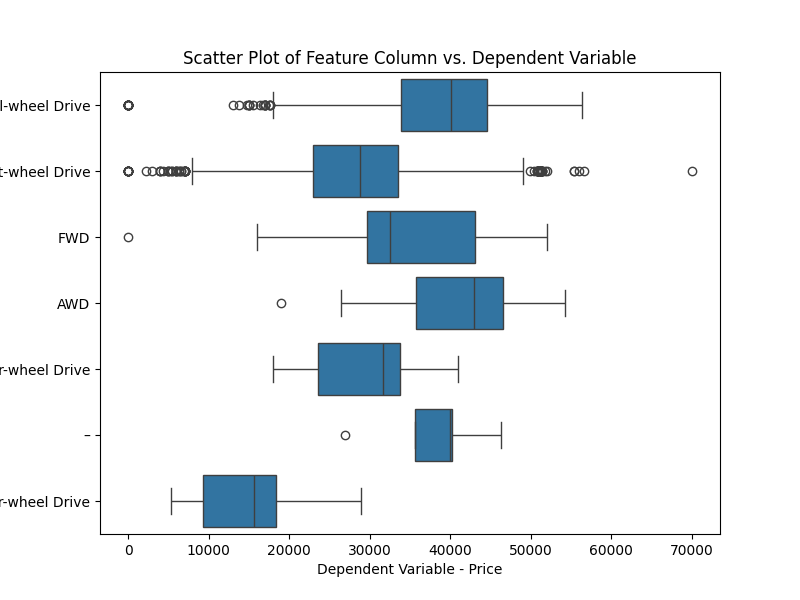 Scatter Plot of Feature Column vs. Dependent Variable
l-wheel Drive
t-wheel Drive
FWD
AWD
r-wheel Drive
–
r-wheel Drive
0 10000 20000 30000 40000 50000 60000 70000
Dependent Variable - Price